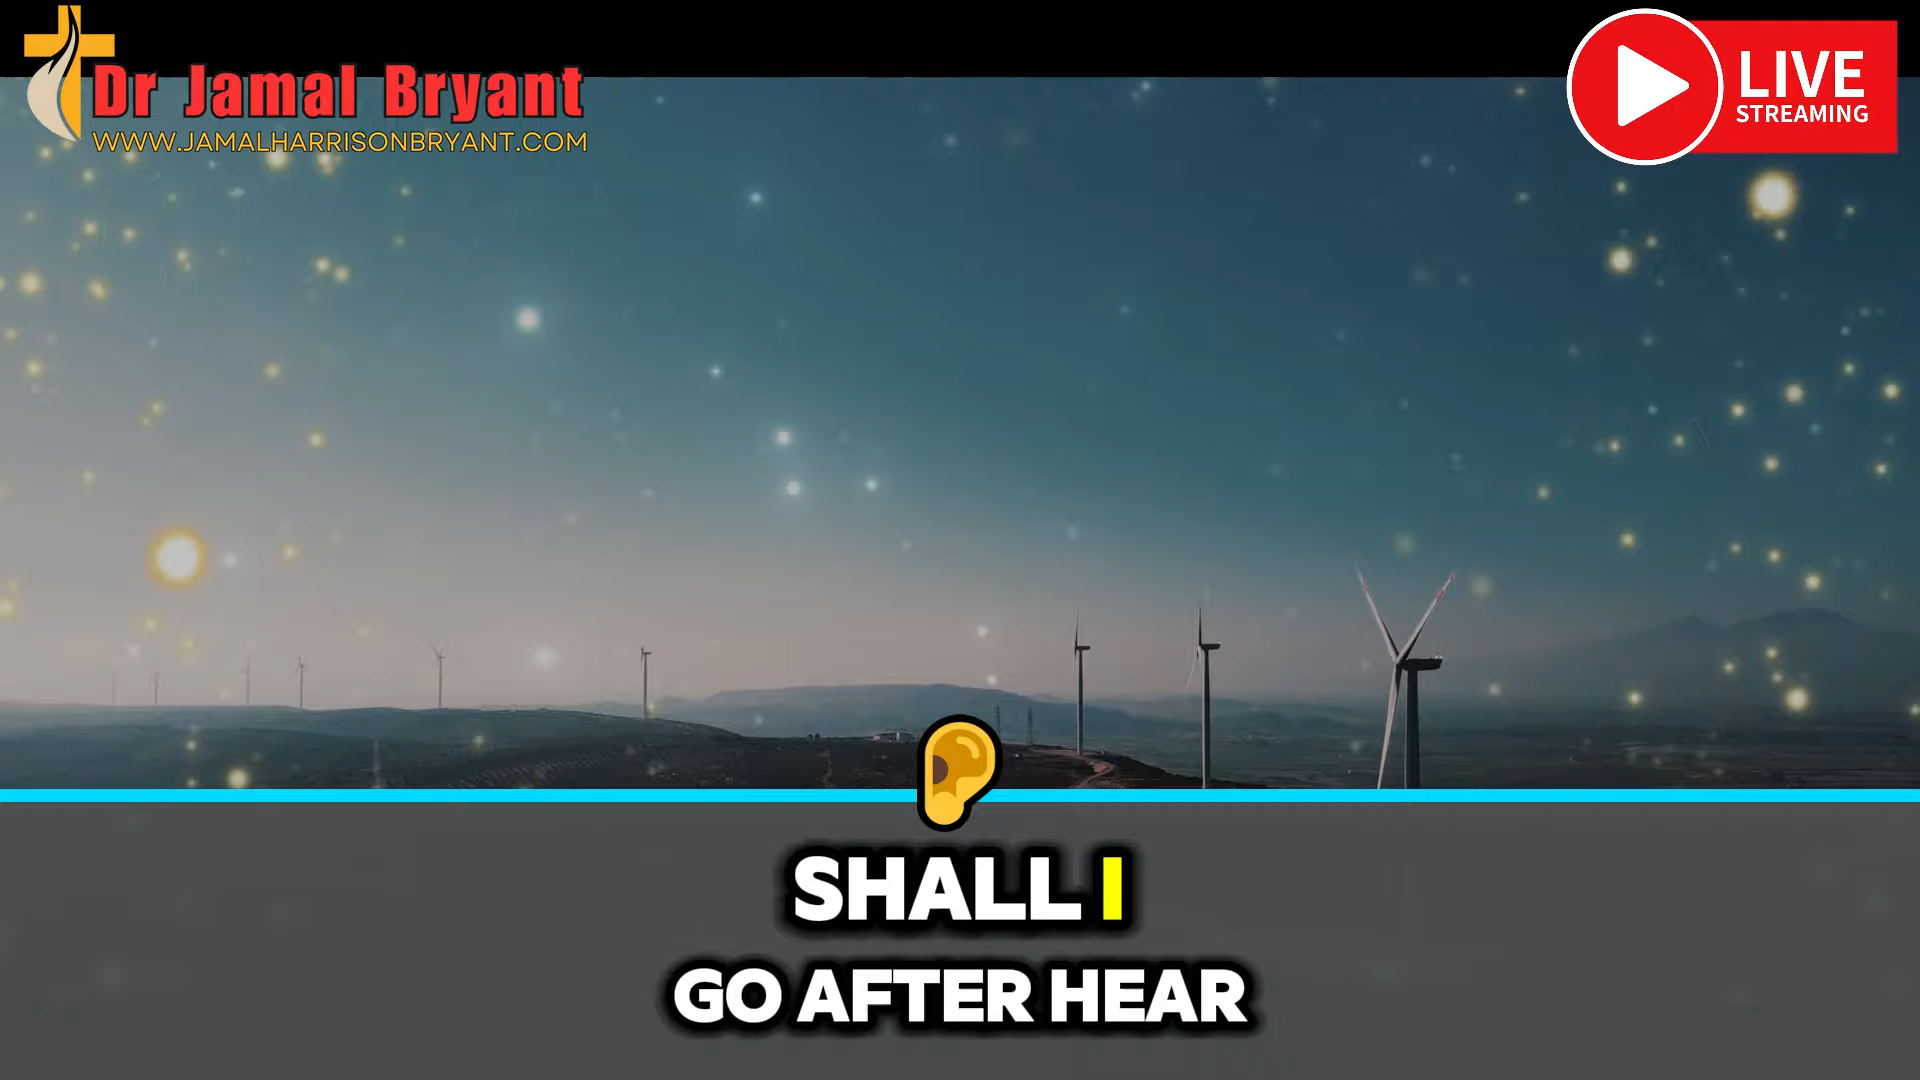 Dr Jamal Bryant
WWW.JAMALHARRISONBRYANT.COM
LIVE
STREAMING
SHALL I
GO AFTER HEAR